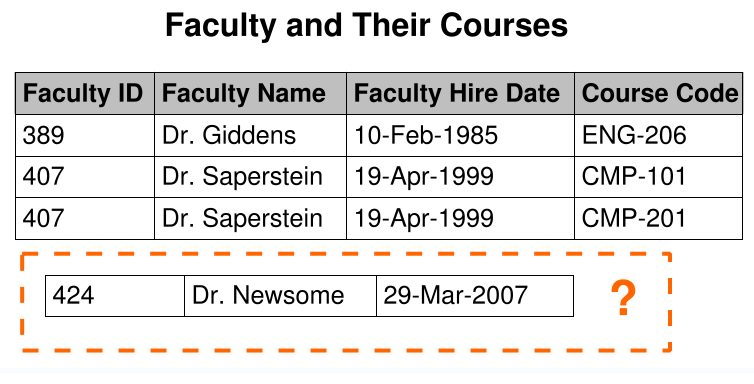 Faculty and Their Courses
Faculty ID Faculty Name Faculty Hire Date Course Code
389 Dr. Giddens 10-Feb-1985 ENG-206
407 Dr. Saperstein 19-Apr-1999 CMP-101
407 Dr. Saperstein 19-Apr-1999 CMP-201
424 Dr. Newsome 29-Mar-2007 ?